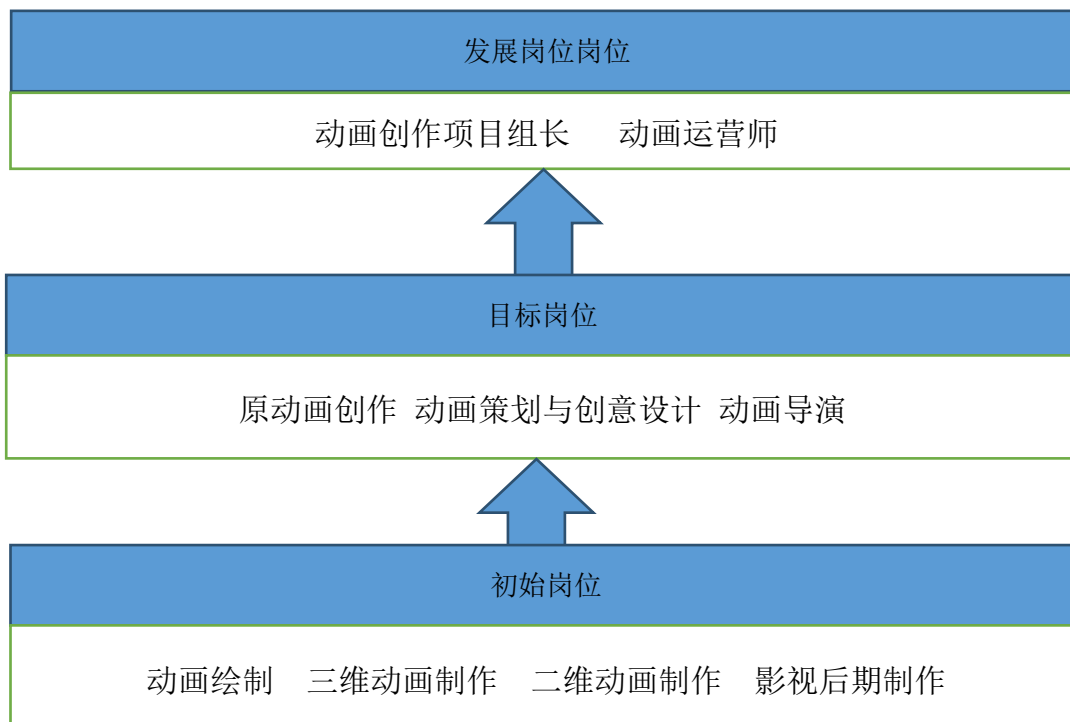 发展岗位岗位
动画创作项目组长 动画运营师
目标岗位
原动画创作 动画策划与创意设计 动画导演
初始岗位
动画绘制 三维动画制作 二维动画制作 影视后期制作